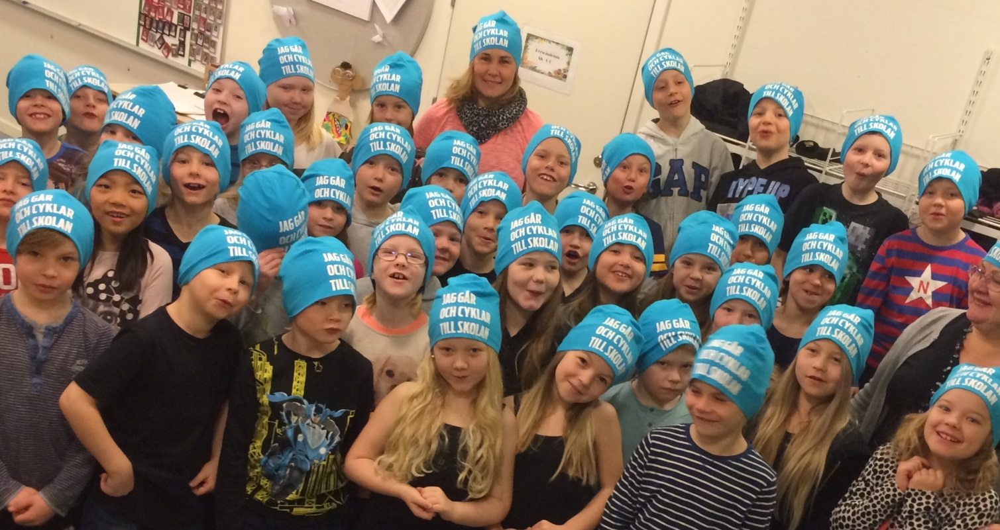 JAG GÅR
OCH CYKLAR
TILL SKOLAN
GAP
HYPE UP
N